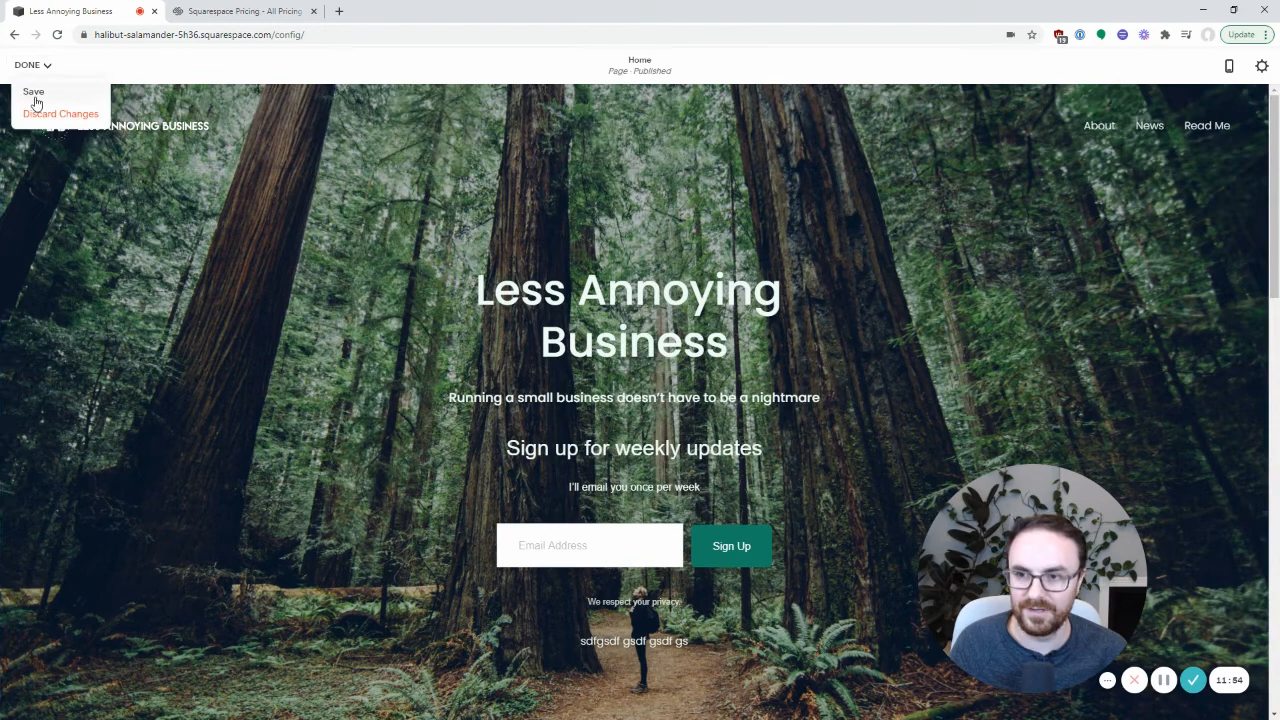 Less Annoying Business
Squarespace Pricing - All Pricing
halibut-salamander-5h36.squarespace.com/config/
19
Update
DONE
Home
Page · Published
Save
Discard Changes
LESS ANNOYING BUSINESS
About
News
Read Me
Less Annoying
Business
Running a small business doesn't have to be a nightmare
Sign up for weekly updates
I'll email you once per week
Email Address
Sign Up
We respect your privacy.
sdfgsdf gsdf gsdf gs
11:54